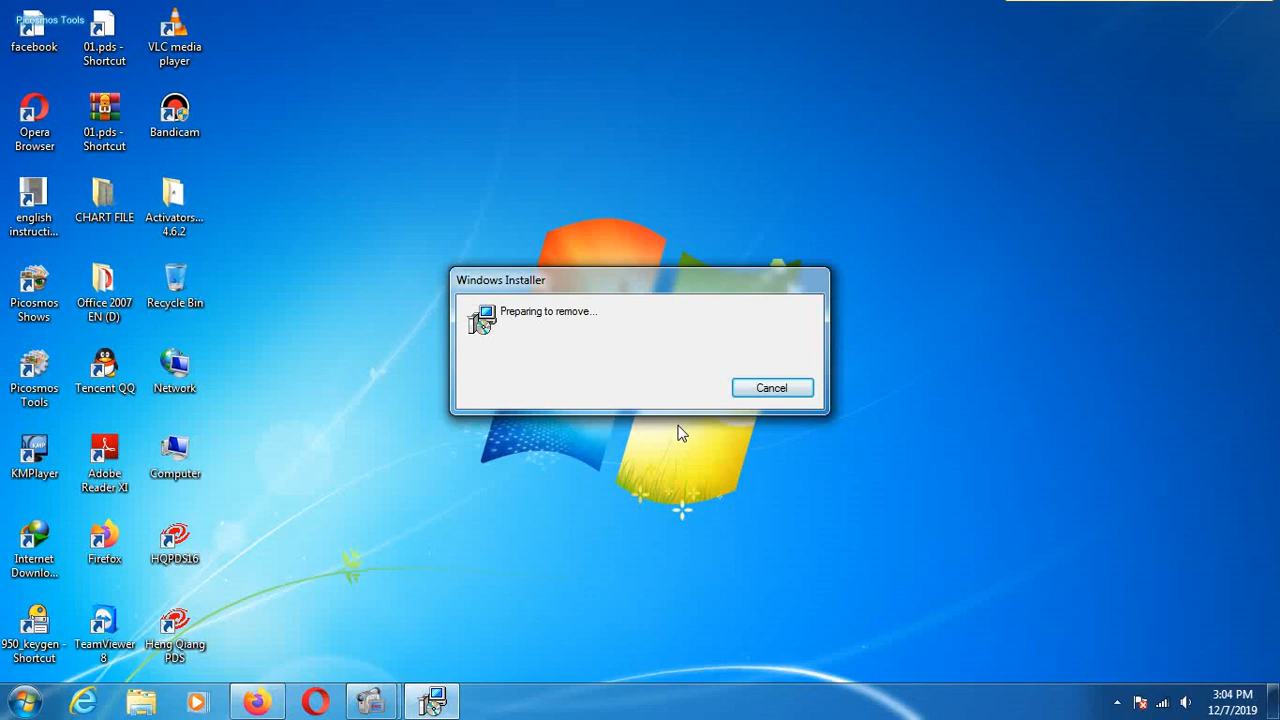 Picosmos Tools
facebook
01.pds -
Shortcut
VLC media
player
Opera
Browser
01.pds -
Shortcut
Bandicam
english
instructi...
CHART FILE
Activators...
4.6.2
Picosmos
Shows
Office 2007
EN (D)
Recycle Bin
Picosmos
Tools
Tencent QQ
Network
KMPlayer
Adobe
Reader XI
Computer
Internet
Downlo...
Firefox
HQPDS16
950_keygen -
Shortcut
TeamViewer
8
Heng Qiang
PDS
Windows Installer
Preparing to remove...
Cancel
3:04 PM
12/7/2019